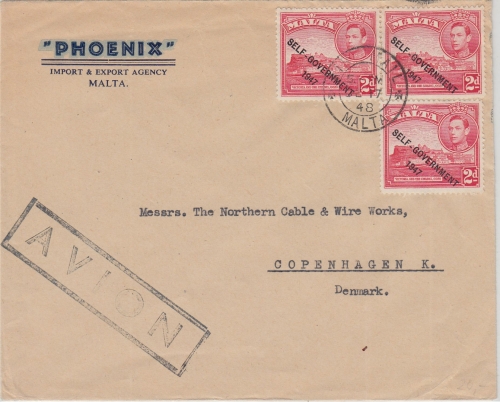 "PHOENIX"
IMPORT & EXPORT AGENCY
MALTA.
MALTA
SELF-GOVERNMENT
1947
2d
MALTA
SELF-GOVERNMENT
1947
2d
48
MALTA
MALTA
SELF-GOVERNMENT
1947
2d
Messrs. The Northern Cable & Wire Works,
COPENHAGEN K.
Denmark.
AVION